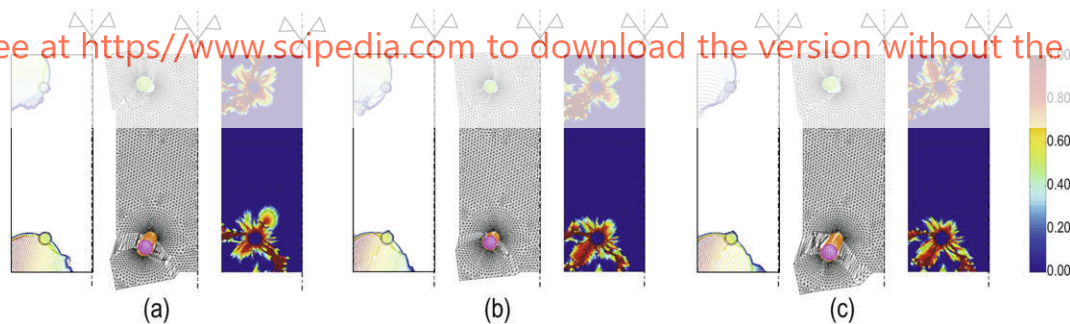 ee at https//www.scipedia.com to download the version without the
0.80
0.60
0.40
0.20
0.00
(a)
(b)
(c)